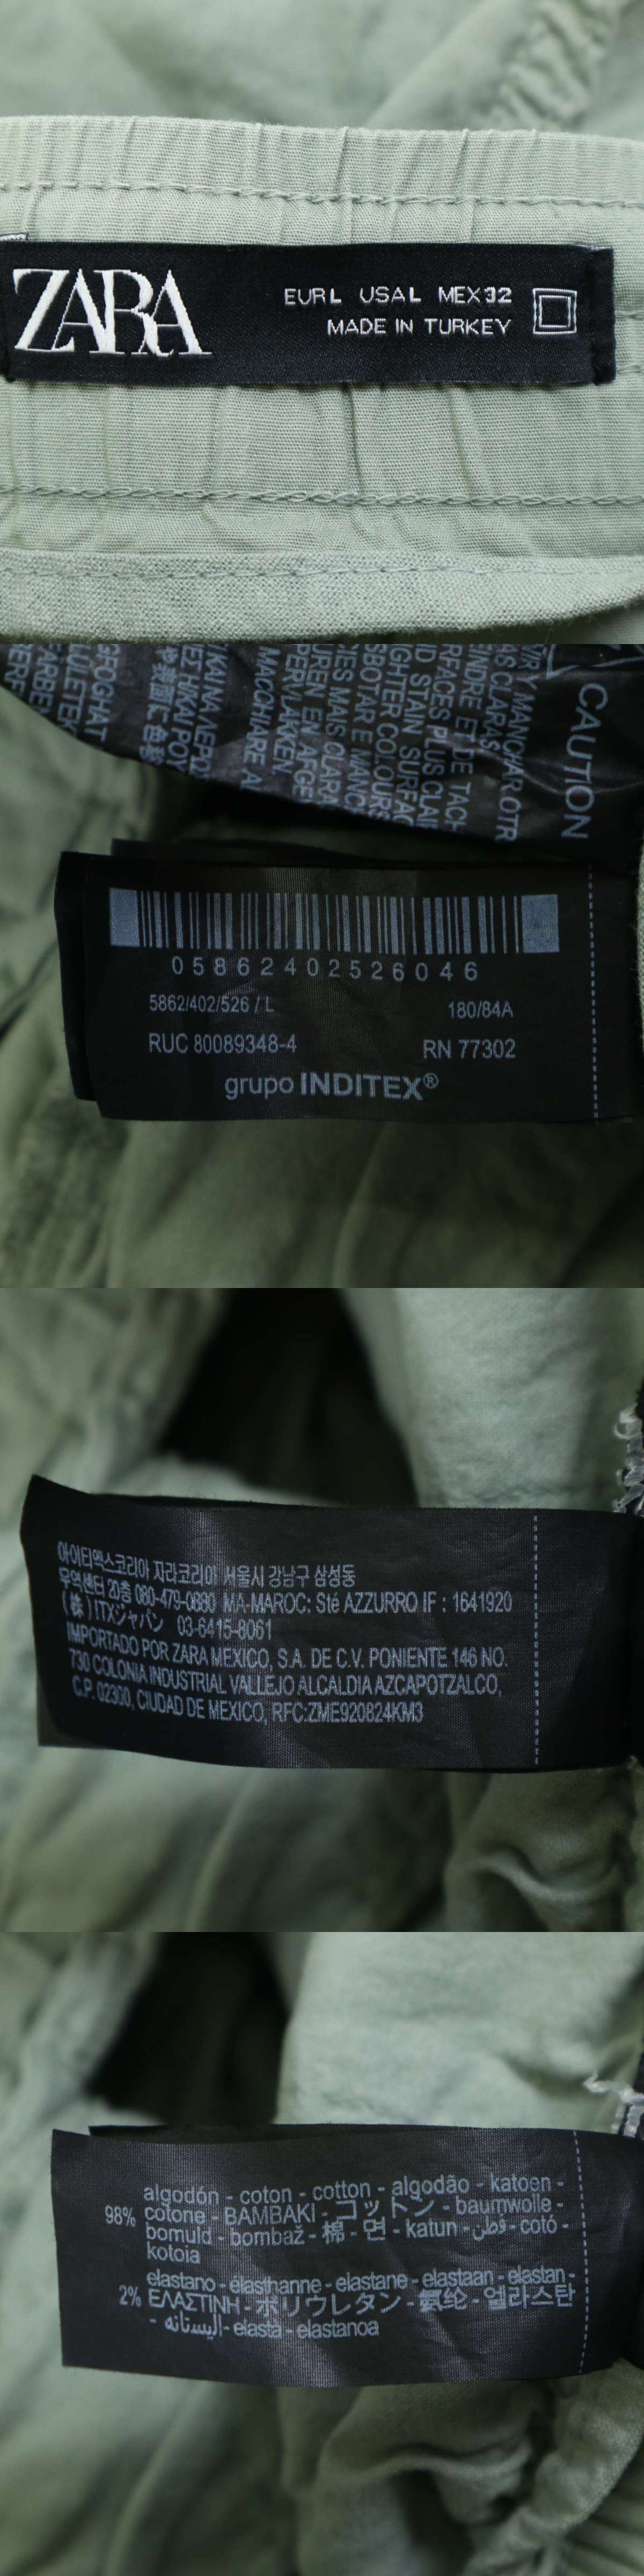 ZARA
EUR L USA L MEX 32
MADE IN TURKEY
CAUTION
05862402526046
5862/402/526 / L
180/84A
RUC 80089348-4
RN 77302
grupo INDITEX®
아이티엑스코리아 자라코리아 서울시 강남구 삼성동
무역센터 20층 080-479-0880 MA-MAROC: Sté AZZURRO IF : 1641920
(株) ITXジャパン 03-6415-8061
IMPORTADO POR ZARA MEXICO, S.A. DE C.V. PONIENTE 146 NO.
730 COLONIA INDUSTRIAL VALLEJO ALCALDIA AZCAPOTZALCO,
C.P. 02300, CIUDAD DE MEXICO, RFC:ZME920824KM3
algodón - coton - cotton - algodão - katoen -
98% cotone - BAMBAKI - コットン - baumwolle -
bomuld - bombaž - 棉 - 면 - katun - قطن - cotó -
kotoia
elastano - élasthanne - elastane - elastaan - elastan -
2% ΕΛΑΣΤΙΝΗ - ポリウレタン - 氨纶 - 엘라스탄
- اليستانه - elastà - elastanoa